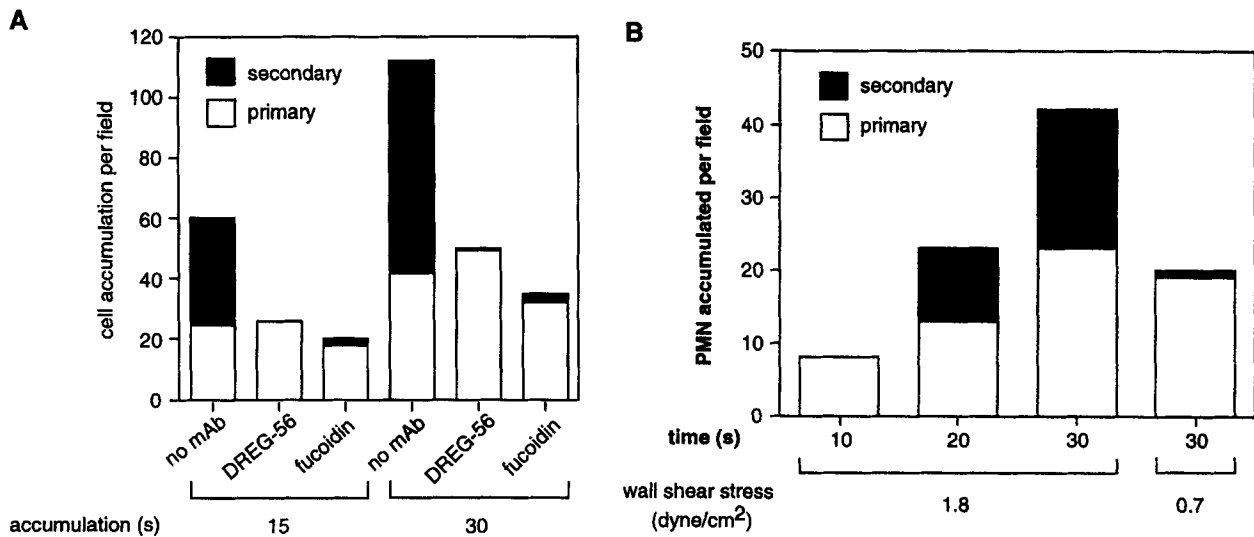 A
cell accumulation per field
120
100
80
60
40
20
0
secondary
primary
no mAb
DREG-56
fucoidin
no mAb
DREG-56
fucoidin
accumulation (s)
15
30
B
PMN accumulated per field
50
40
30
20
10
0
secondary
primary
time (s)
10
20
30
30
wall shear stress
(dyne/cm²)
1.8
0.7